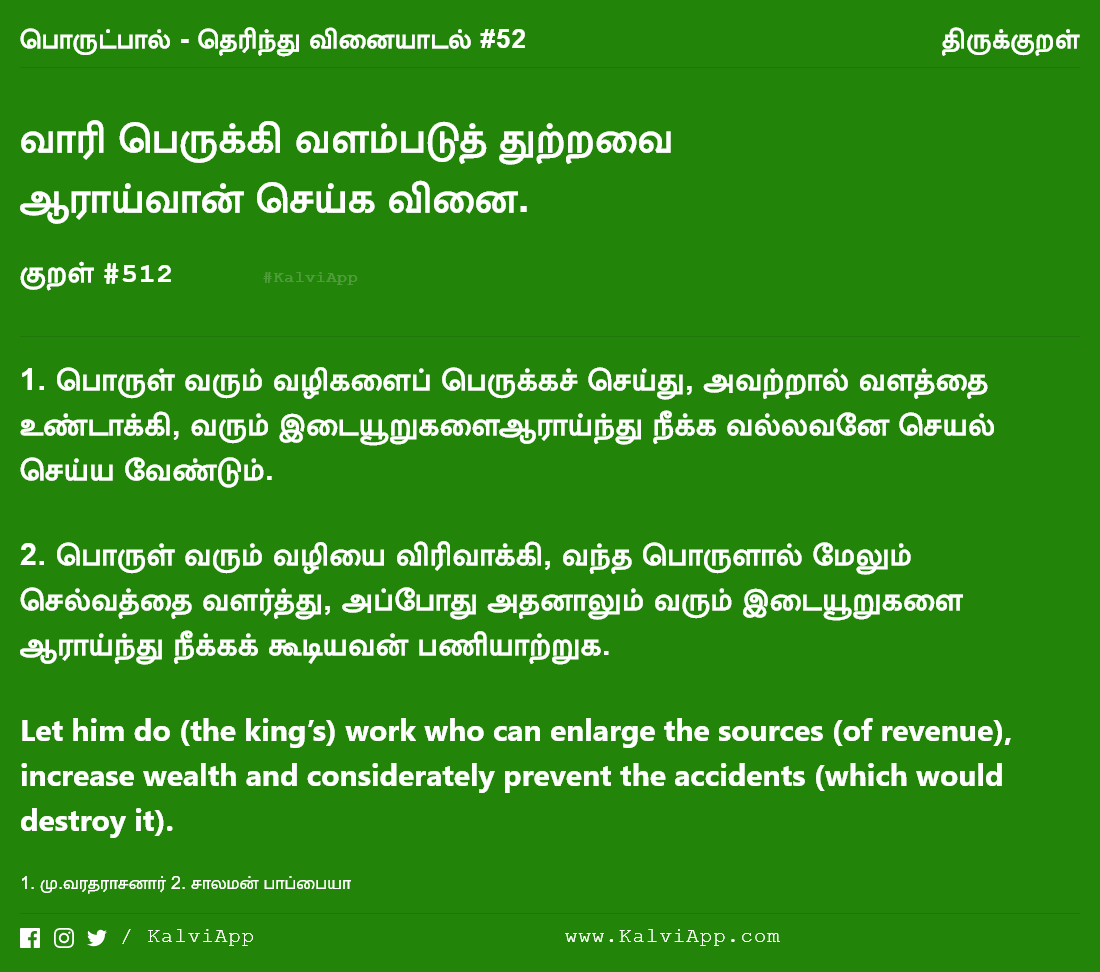 பொருட்பால் - தெரிந்து வினையாடல் #52 திருக்குறள்
வாரி பெருக்கி வளம்படுத் துற்றவை
ஆராய்வான் செய்க வினை.
குறள் #512 #KalviApp
1. பொருள் வரும் வழிகளைப் பெருக்கச் செய்து, அவற்றால் வளத்தை
உண்டாக்கி, வரும் இடையூறுகளைஆராய்ந்து நீக்க வல்லவனே செயல்
செய்ய வேண்டும்.
2. பொருள் வரும் வழியை விரிவாக்கி, வந்த பொருளால் மேலும்
செல்வத்தை வளர்த்து, அப்போது அதனாலும் வரும் இடையூறுகளை
ஆராய்ந்து நீக்கக் கூடியவன் பணியாற்றுக.
Let him do (the king’s) work who can enlarge the sources (of revenue),
increase wealth and considerately prevent the accidents (which would
destroy it).
1. மு.வரதராசனார் 2. சாலமன் பாப்பையா
/ KalviApp www.KalviApp.com